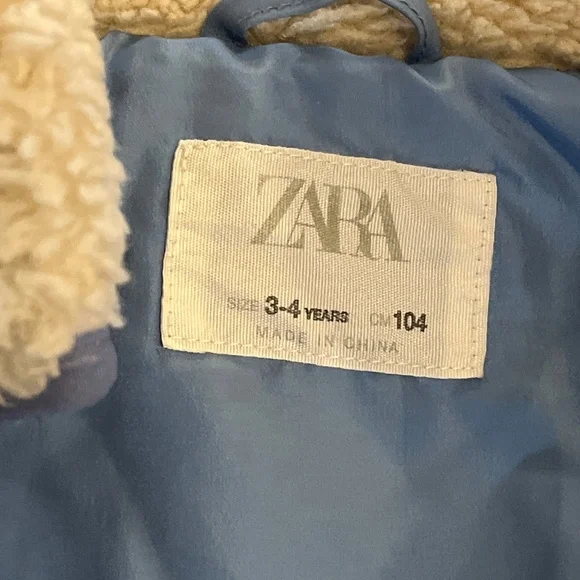 ZARA
SIZE 3-4 YEARS CM 104
MADE IN CHINA